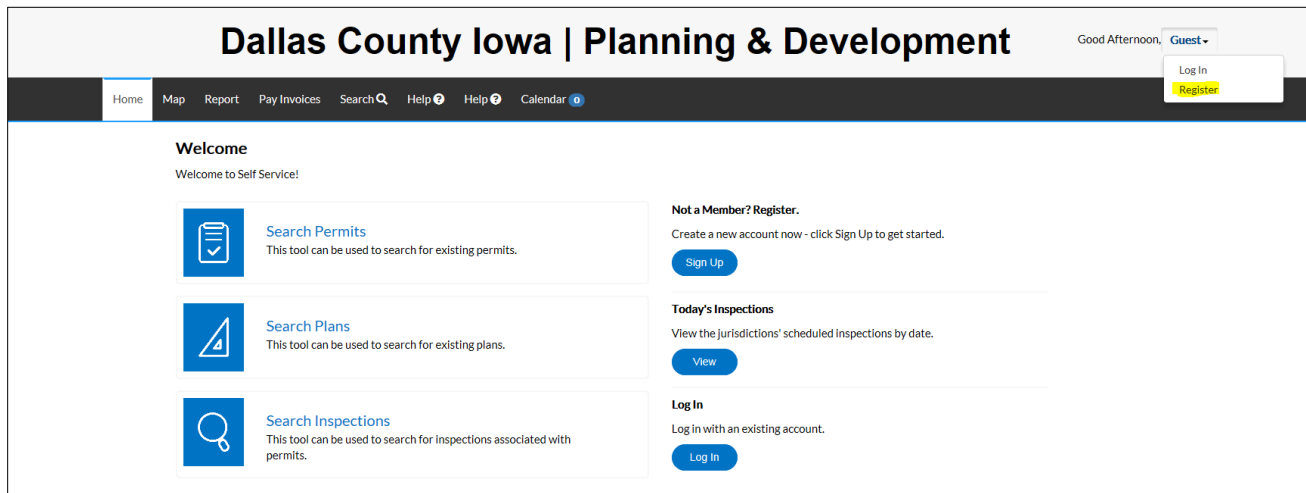 Dallas County Iowa | Planning & Development
Good Afternoon, Guest
Log In
Register
Home Map Report Pay Invoices Search Help Help Calendar 0
Welcome
Welcome to Self Service!
Search Permits
This tool can be used to search for existing permits.
Search Plans
This tool can be used to search for existing plans.
Search Inspections
This tool can be used to search for inspections associated with
permits.
Not a Member? Register.
Create a new account now - click Sign Up to get started.
Sign Up
Today's Inspections
View the jurisdictions' scheduled inspections by date.
View
Log In
Log in with an existing account.
Log In